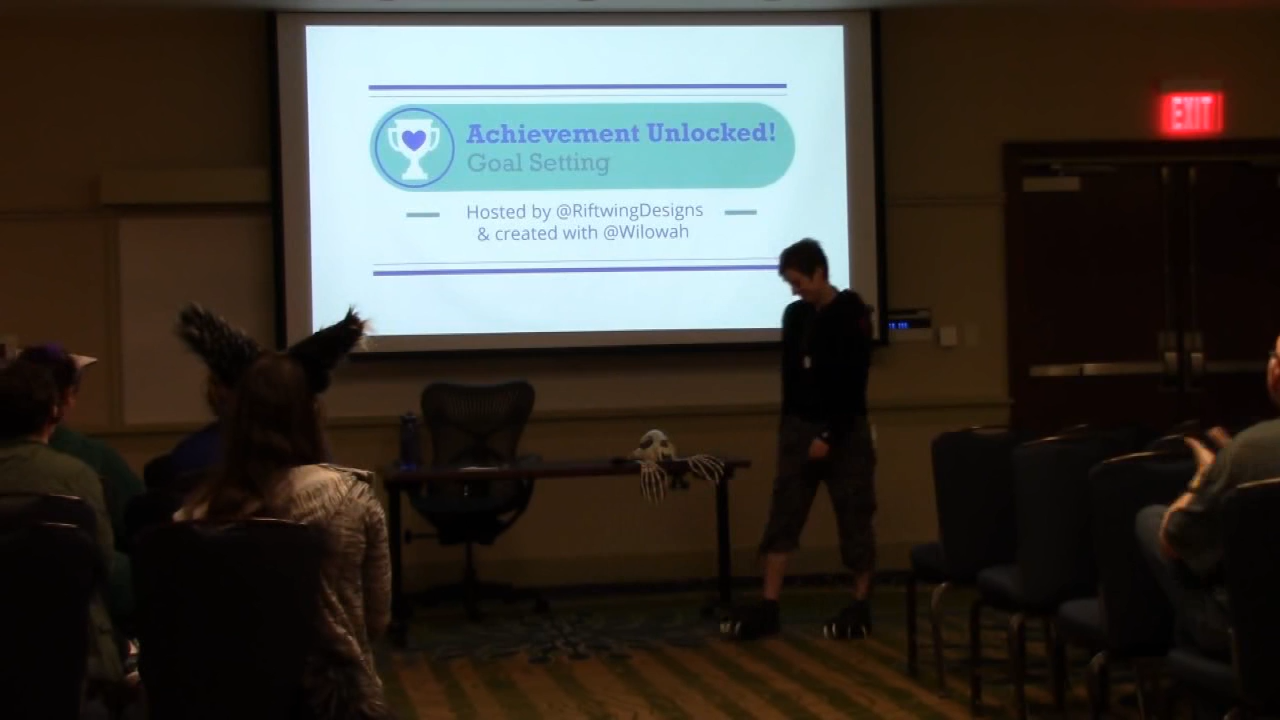 Achievement Unlocked!
Goal Setting
Hosted by @RiftwingDesigns
& created with @Wilowah
EXIT